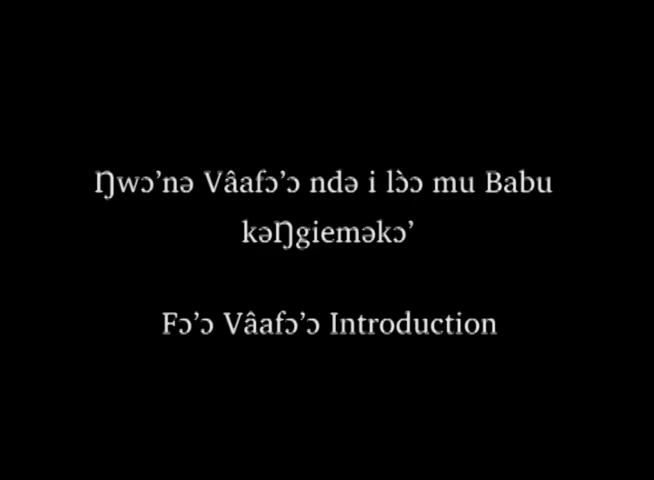 Ŋwɔ’nə Vâafɔ’ɔ ndə i lɔ̀ɔ mu Babu
kəŊgieməkɔ’
Fɔ’ɔ Vâafɔ’ɔ Introduction